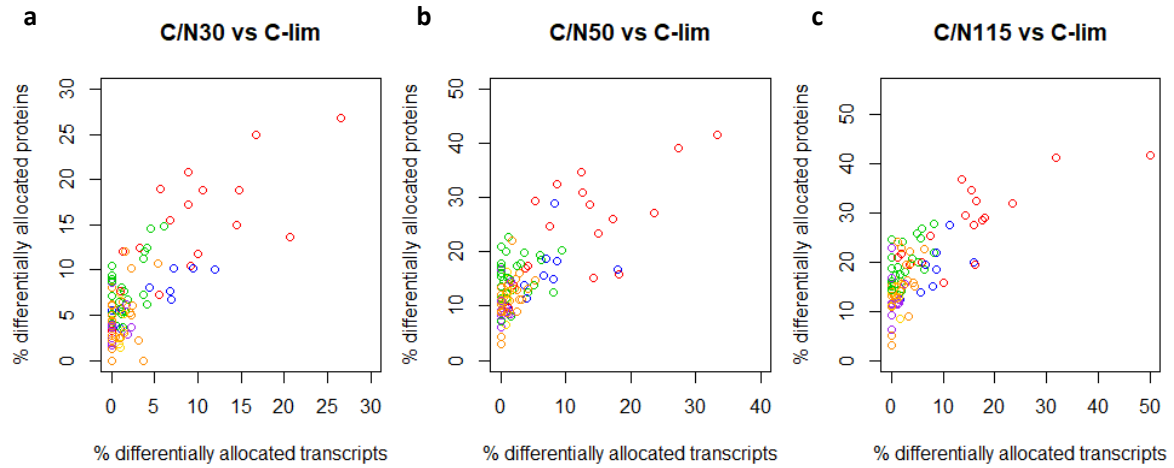 a
C/N30 vs C-lim
% differentially allocated proteins
30
25
20
15
10
5
0
0 5 10 15 20 25 30
% differentially allocated transcripts
b
C/N50 vs C-lim
% differentially allocated proteins
50
40
30
20
10
0
0 10 20 30 40
% differentially allocated transcripts
c
C/N115 vs C-lim
% differentially allocated proteins
50
40
30
20
10
0
0 10 20 30 40 50
% differentially allocated transcripts